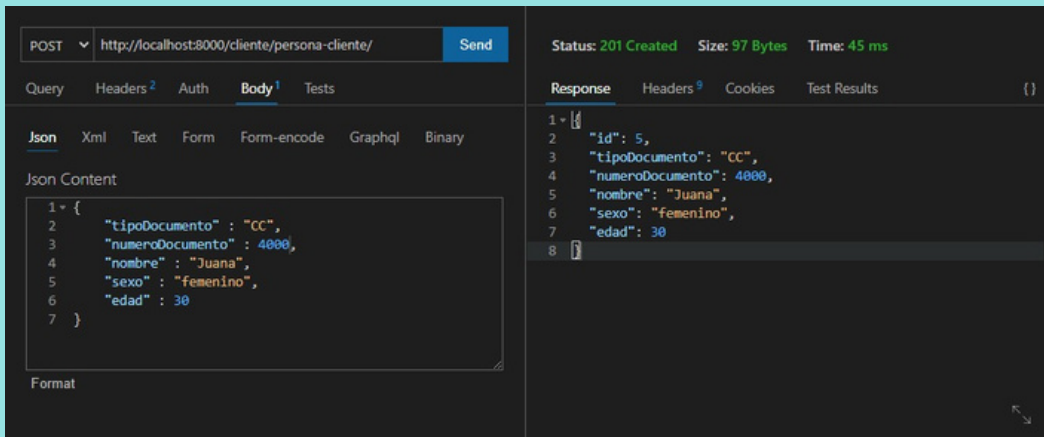 POST http://localhost:8000/cliente/persona-cliente/ Send
Query Headers 2 Auth Body 1 Tests
Json Xml Text Form Form-encode Graphql Binary
Json Content
1 {
2 "tipoDocumento" : "CC",
3 "numeroDocumento" : 4000,
4 "nombre" : "Juana",
5 "sexo" : "femenino",
6 "edad" : 30
7 }
Format
Status: 201 Created Size: 97 Bytes Time: 45 ms
Response Headers 9 Cookies Test Results {}
1 {
2 "id": 5,
3 "tipoDocumento": "CC",
4 "numeroDocumento": 4000,
5 "nombre": "Juana",
6 "sexo": "femenino",
7 "edad": 30
8 }